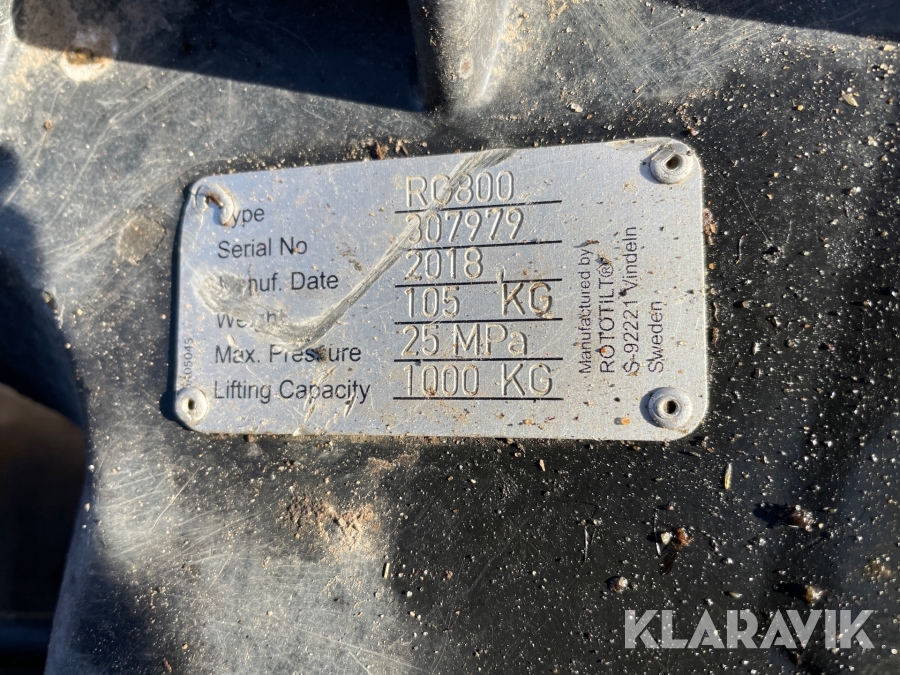 Type RG800
Serial No 307979
Manuf. Date 2018
Weight 105 KG
Max. Pressure 25 MPa
Lifting Capacity 1000 KG
Manufactured by
ROTOTILT®
S-92221 Vindeln
Sweden
KLARAVIK